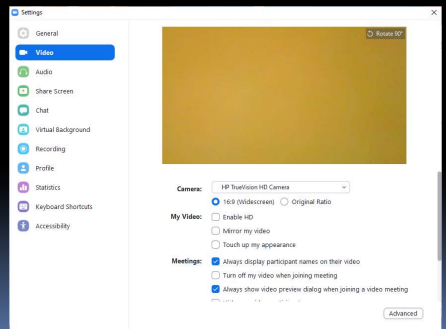 Settings
General
Rotate 90°
Video
Audio
Share Screen
Chat
Virtual Background
Recording
Profile
Statistics
Keyboard Shortcuts
Accessibility
Camera: HP TrueVision HD Camera
16:9 (Widescreen) Original Ratio
My Video: Enable HD
Mirror my video
Touch up my appearance
Meetings: Always display participant names on their video
Turn off my video when joining meeting
Always show video preview dialog when joining a video meeting
Advanced